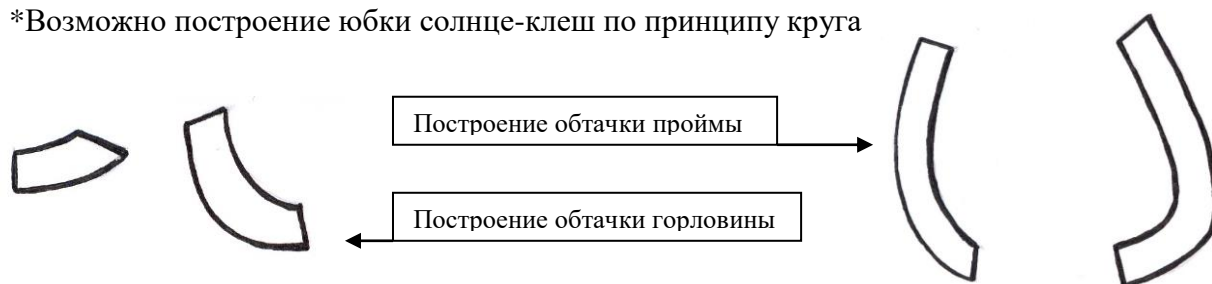 *Возможно построение юбки солнце-клеш по принципу круга
Построение обтачки проймы
Построение обтачки горловины